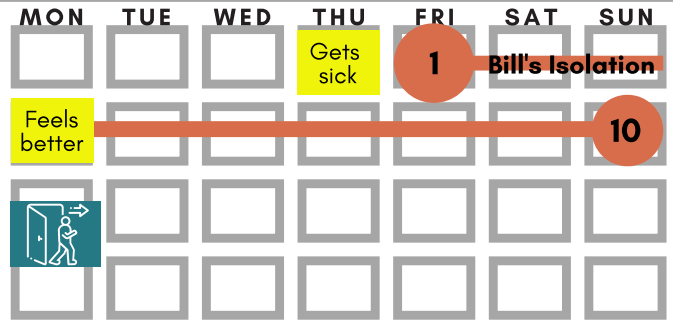 MON TUE WED THU FRI SAT SUN
Gets
sick
1
Bill's Isolation
Feels
better
10